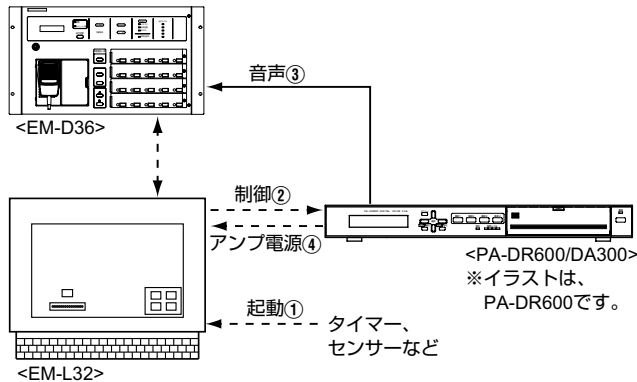 音声③
<EM-D36>
制御②
アンプ電源④
<PA-DR600/DA300>
※イラストは、
PA-DR600です。
起動①
タイマー、
センサーなど
<EM-L32>